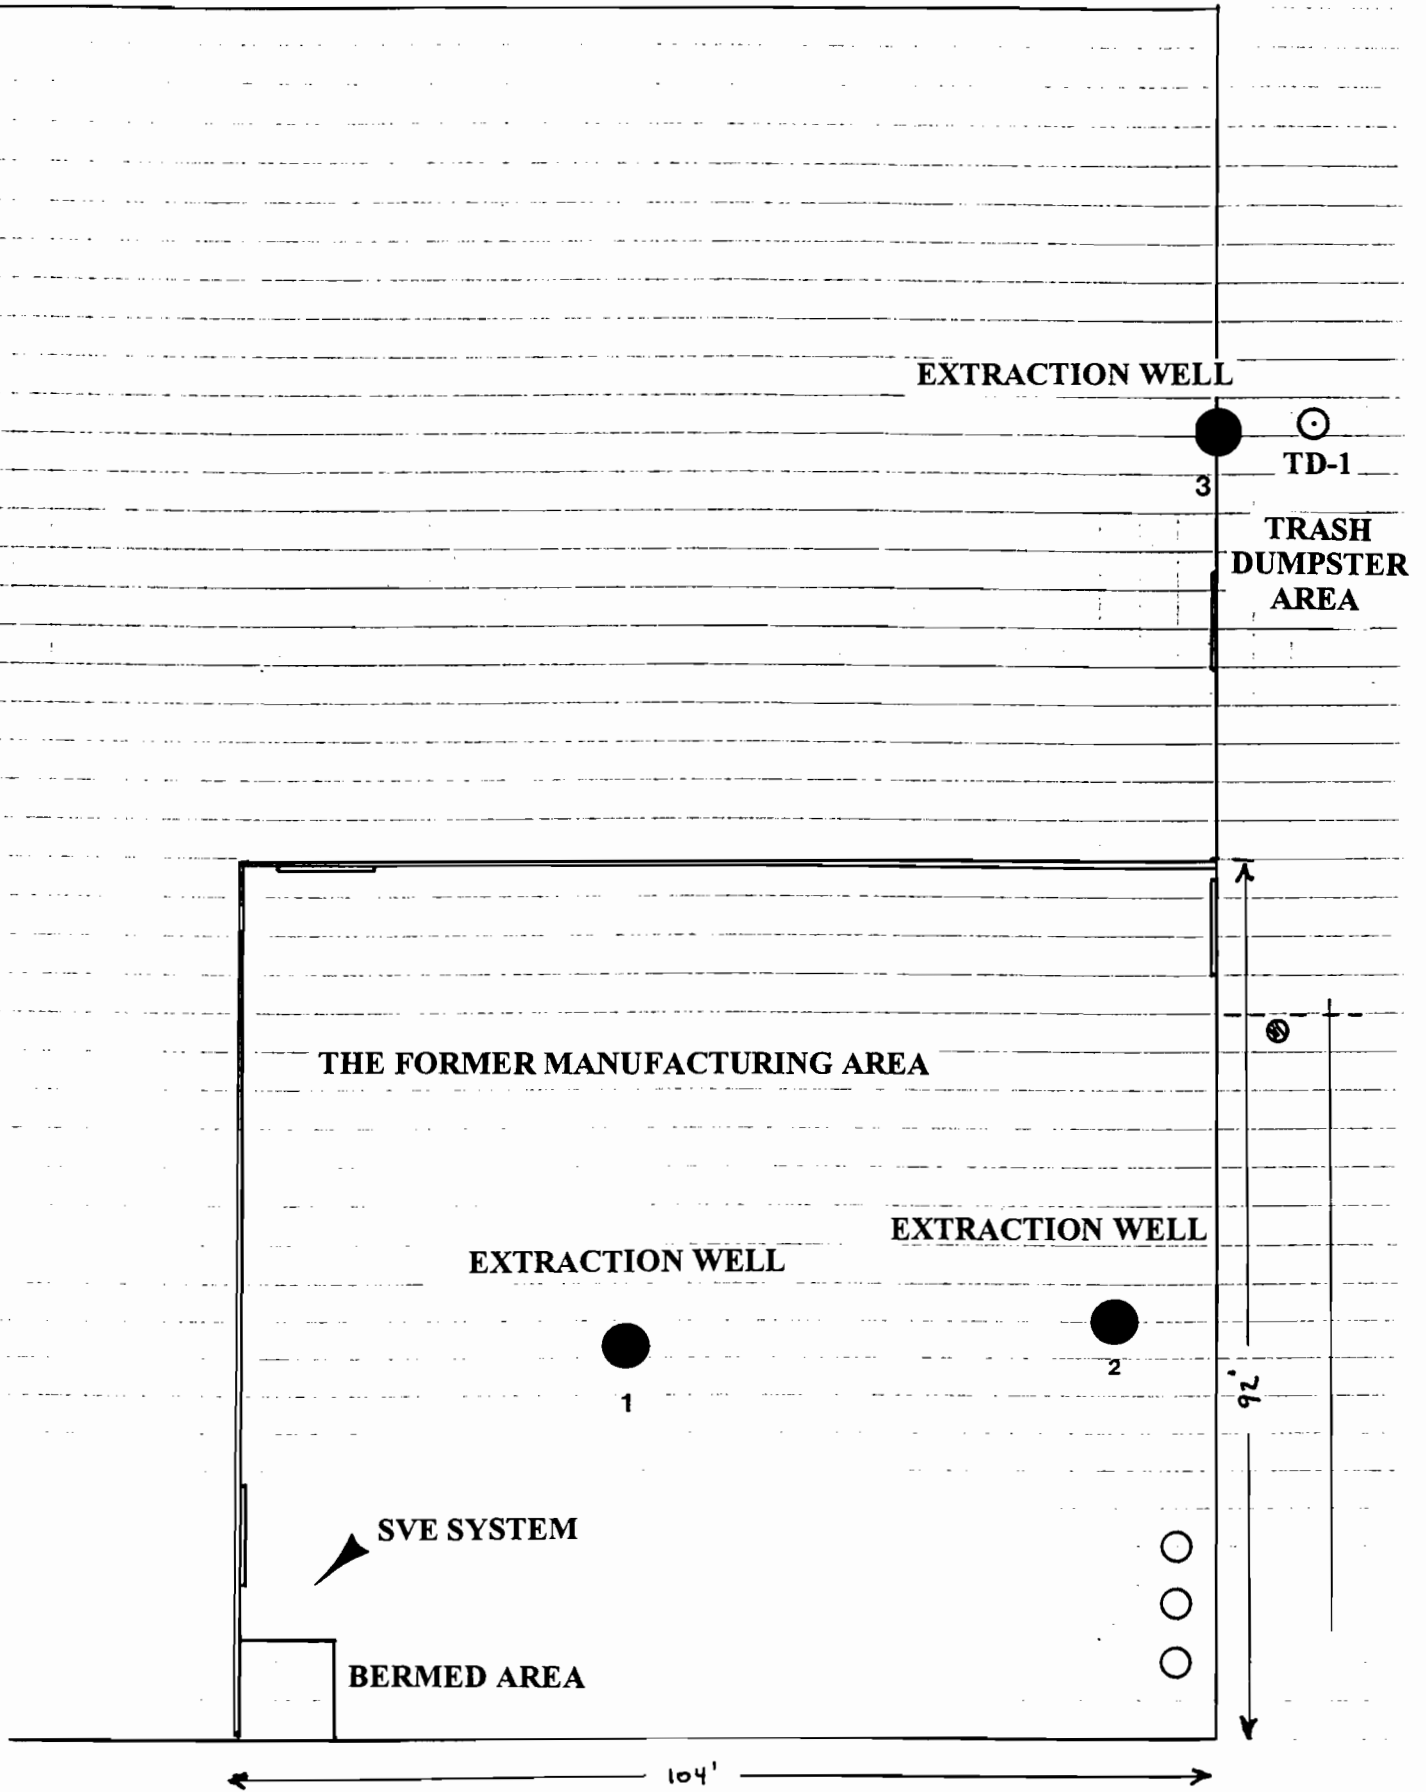 EXTRACTION WELL
TD-1
3
TRASH
DUMPSTER
AREA
THE FORMER MANUFACTURING AREA
EXTRACTION WELL
EXTRACTION WELL
2
92'
1
SVE SYSTEM
BERMED AREA
104'